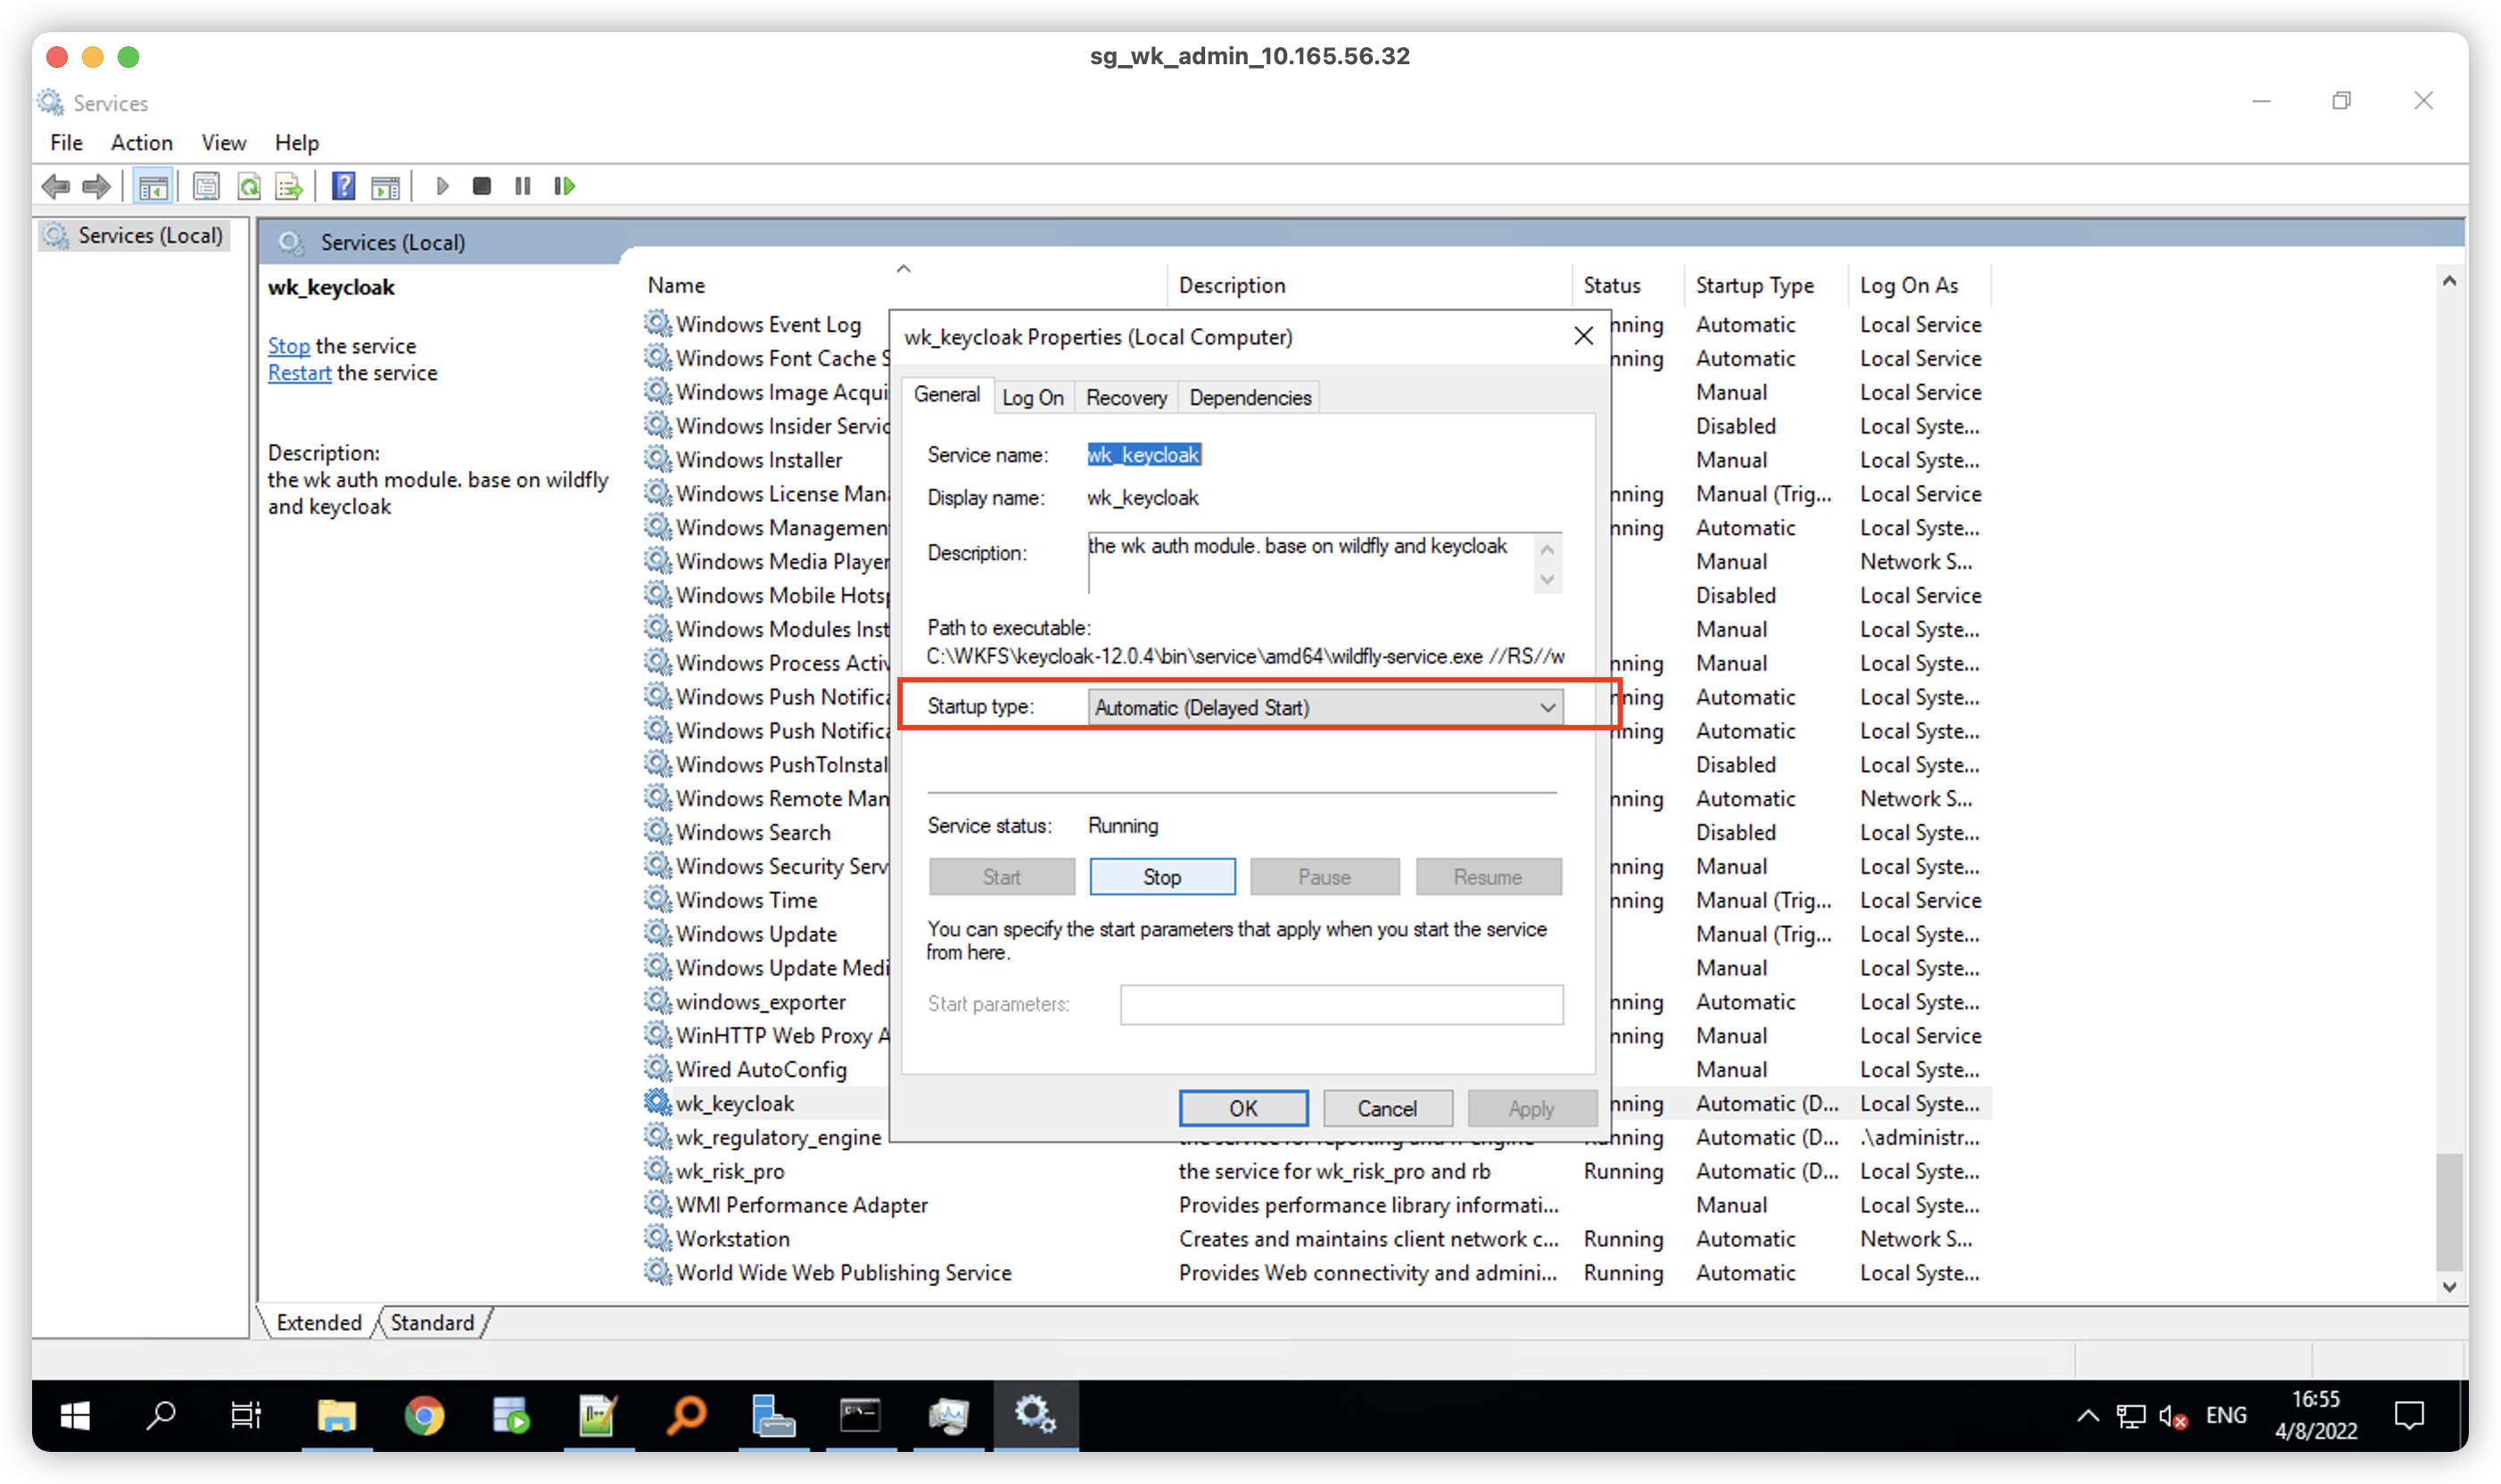 sg_wk_admin_10.165.56.32
Services
File Action View Help
Services (Local)
Services (Local)
wk_keycloak
Stop the service
Restart the service
Description:
the wk auth module. base on wildfly
and keycloak
Name Description Status Startup Type Log On As
Windows Event Log nning Automatic Local Service
Windows Font Cache S nning Automatic Local Service
Windows Image Acqui Manual Local Service
Windows Insider Servic Disabled Local Syste...
Windows Installer Manual Local Syste...
Windows License Mana nning Manual (Trig... Local Service
Windows Managemen nning Automatic Local Syste...
Windows Media Player Manual Network S...
Windows Mobile Hotsp Disabled Local Service
Windows Modules Inst Manual Local Syste...
Windows Process Activ nning Manual Local Syste...
Windows Push Notifica nning Automatic Local Syste...
Windows Push Notifica nning Automatic Local Syste...
Windows PushToInstal Disabled Local Syste...
Windows Remote Man nning Automatic Network S...
Windows Search Disabled Local Syste...
Windows Security Serv nning Manual Local Syste...
Windows Time nning Manual (Trig... Local Service
Windows Update Manual (Trig... Local Syste...
Windows Update Medi Manual Local Syste...
windows_exporter nning Automatic Local Syste...
WinHTTP Web Proxy A nning Manual Local Service
Wired AutoConfig Manual Local Syste...
wk_keycloak nning Automatic (D... Local Syste...
wk_regulatory_engine the service for reporting and Running Automatic (D... .\administr...
wk_risk_pro the service for wk_risk_pro and rb Running Automatic (D... Local Syste...
WMI Performance Adapter Provides performance library informati... Manual Local Syste...
Workstation Creates and maintains client network c... Running Automatic Network S...
World Wide Web Publishing Service Provides Web connectivity and admini... Running Automatic Local Syste...
wk_keycloak Properties (Local Computer)
General Log On Recovery Dependencies
Service name: wk_keycloak
Display name: wk_keycloak
Description: the wk auth module. base on wildfly and keycloak
Path to executable:
C:\WKFS\keycloak-12.0.4\bin\service\amd64\wildfly-service.exe //RS//w
Startup type: Automatic (Delayed Start)
Service status: Running
Start Stop Pause Resume
You can specify the start parameters that apply when you start the service
from here.
Start parameters:
OK Cancel Apply
Extended Standard
ENG 16:55
4/8/2022